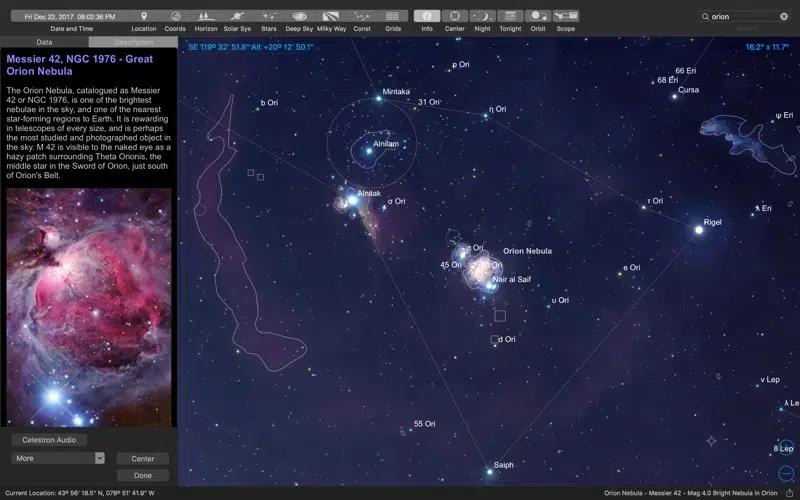 Fri Dec 22, 2017 08:02:36 PM
Date and Time
Location
Coords
Horizon
Solar Sys
Stars
Deep Sky
Milky Way
Const
Grids
Info
Center
Night
Tonight
Orbit
Scope
orion
Data
Description
Messier 42, NGC 1976 - Great
Orion Nebula
The Orion Nebula, catalogued as Messier
42 or NGC 1976, is one of the brightest
nebulae in the sky, and one of the nearest
star-forming regions to Earth. It is rewarding
in telescopes of every size, and is perhaps
the most studied and photographed object in
the sky. M 42 is visible to the naked eye as a
hazy patch surrounding Theta Orionis, the
middle star in the Sword of Orion, just south
of Orion's Belt.
Celestron Audio
More
Center
Done
SE 119° 32' 51.8":Alt +20° 12' 50.1"
16.2° x 11.7°
ρ Ori
66 Eri
68 Eri
Cursa
Mintaka
31 Ori
b Ori
η Ori
ψ Eri
Alnilam
Alnitak
σ Ori
τ Ori
λ Eri
Rigel
c Ori
Orion Nebula
45 Ori
Ori
e Ori
Nair al Saif
υ Ori
d Ori
ν Lep
λ Le
55 Ori
8 Lep
Saiph
Current Location: 43° 56' 18.5" N, 078° 51' 41.9" W
Orion Nebula - Messier 42 - Mag 4.0 Bright Nebula in Orion